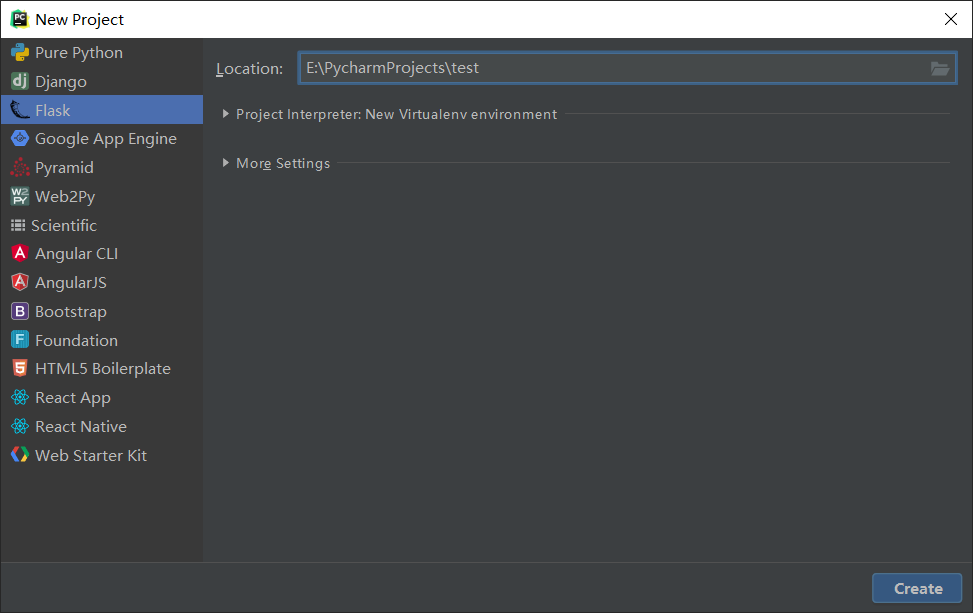 New Project
Pure Python
Django
Flask
Google App Engine
Pyramid
Web2Py
Scientific
Angular CLI
AngularJS
Bootstrap
Foundation
HTML5 Boilerplate
React App
React Native
Web Starter Kit
Location: E:\PycharmProjects\test
Project Interpreter: New Virtualenv environment
More Settings
Create